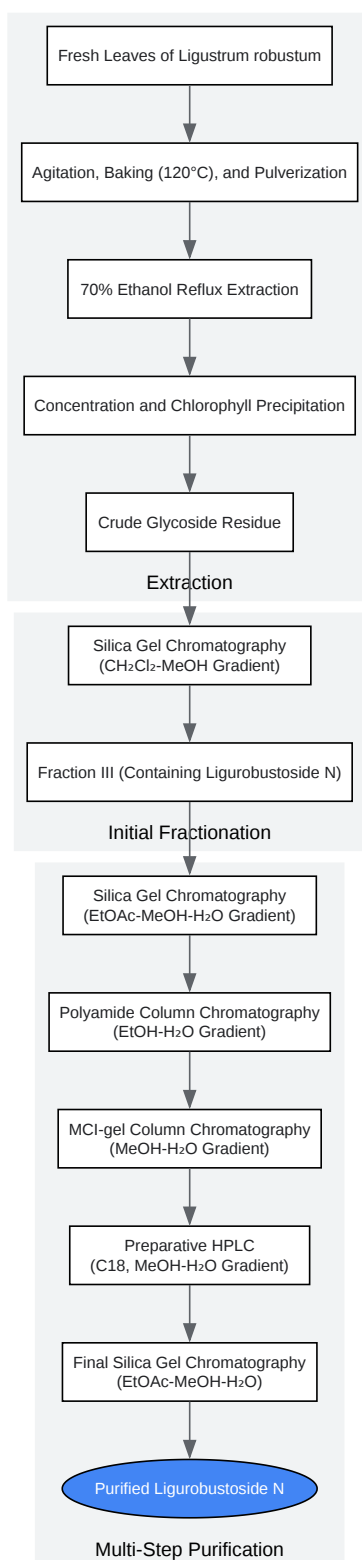 Fresh Leaves of Ligustrum robustum
Agitation, Baking (120°C), and Pulverization
70% Ethanol Reflux Extraction
Concentration and Chlorophyll Precipitation
Crude Glycoside Residue
Extraction
Silica Gel Chromatography
(CH₂Cl₂-MeOH Gradient)
Fraction III (Containing Ligurobustoside N)
Initial Fractionation
Silica Gel Chromatography
(EtOAc-MeOH-H₂O Gradient)
Polyamide Column Chromatography
(EtOH-H₂O Gradient)
MCI-gel Column Chromatography
(MeOH-H₂O Gradient)
Preparative HPLC
(C18, MeOH-H₂O Gradient)
Final Silica Gel Chromatography
(EtOAc-MeOH-H₂O)
Purified Ligurobustoside N
Multi-Step Purification